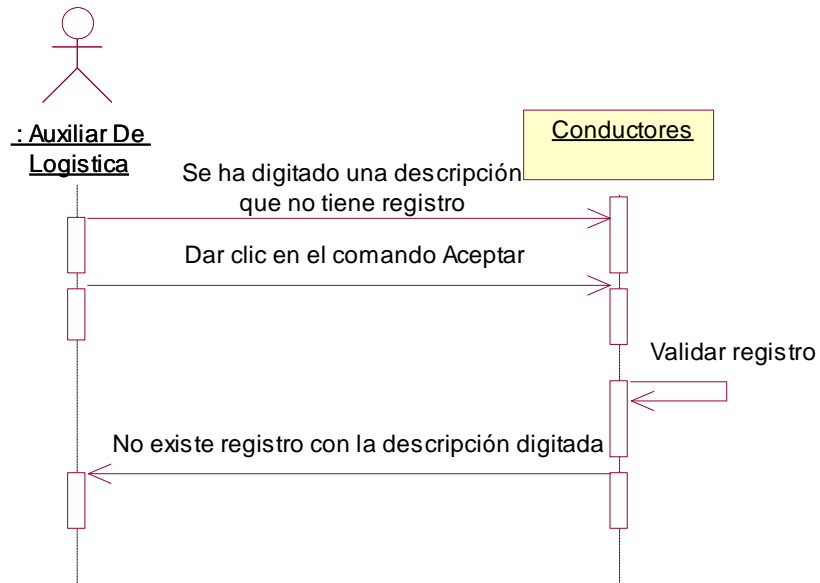 : Auxiliar De
Logistica
Conductores
Se ha digitado una descripción
que no tiene registro
Dar clic en el comando Aceptar
Validar registro
No existe registro con la descripción digitada